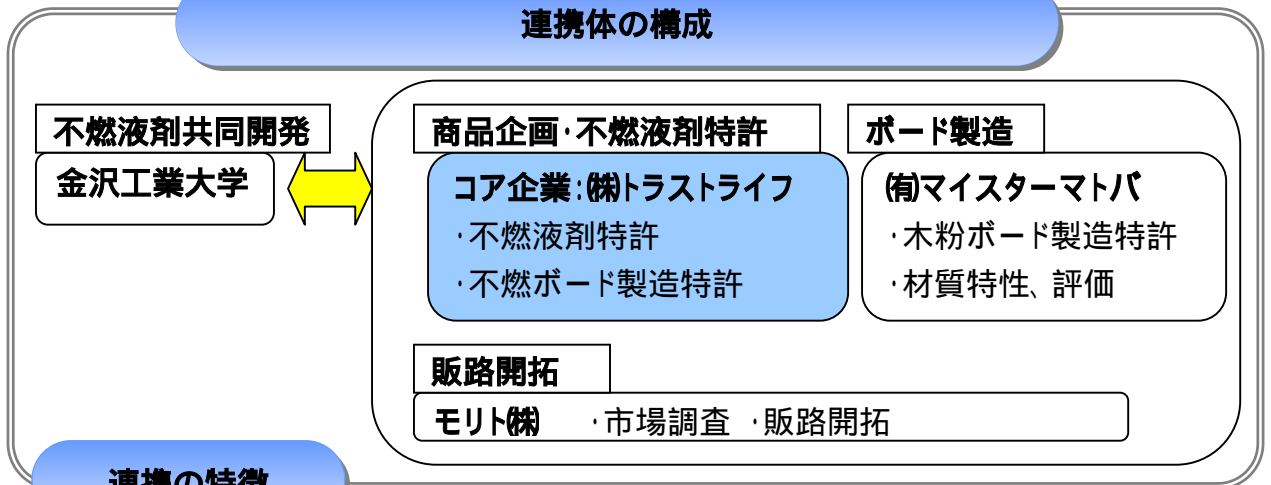 連携体の構成
不燃液剤共同開発
金沢工業大学
商品企画・不燃液剤特許
コア企業:㈱トラストライフ
・不燃液剤特許
・不燃ボード製造特許
ボード製造
㈲マイスターマトバ
・木粉ボード製造特許
・材質特性、評価
販路開拓
モリト㈱ ・市場調査 ・販路開拓
連携の特徴